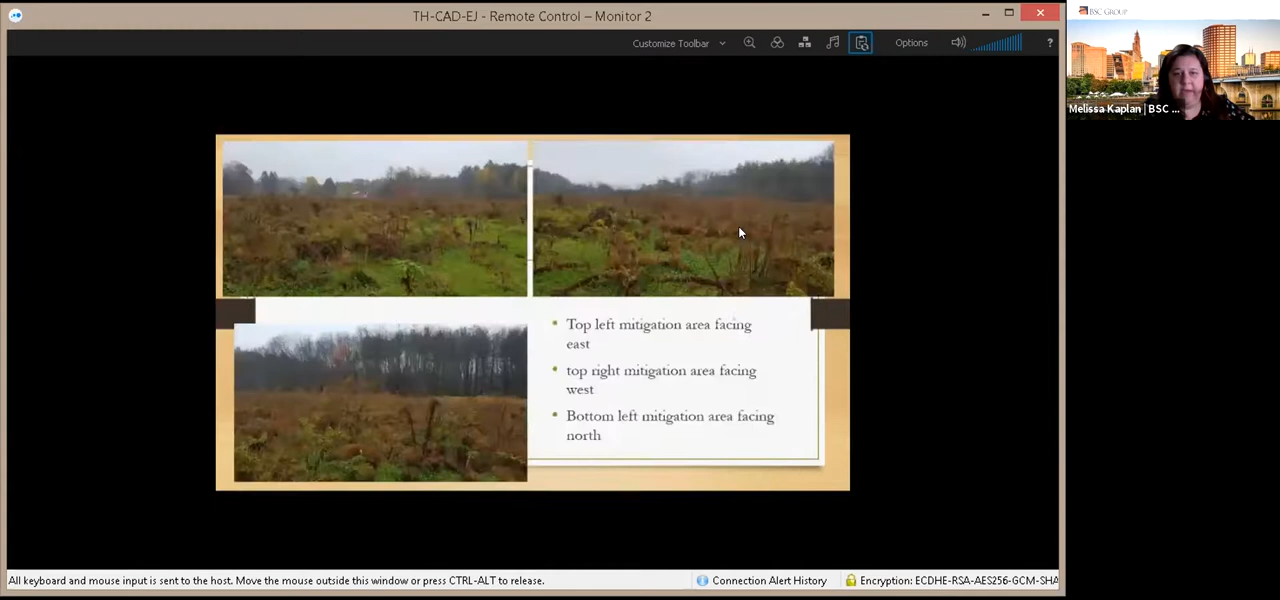 TH-CAD-EJ - Remote Control – Monitor 2
BSC GROUP
Customize Toolbar
Options
?
Melissa Kaplan | BSC ...
• Top left mitigation area facing
east
• top right mitigation area facing
west
• Bottom left mitigation area facing
north
All keyboard and mouse input is sent to the host. Move the mouse outside this window or press CTRL-ALT to release.
Connection Alert History
Encryption: ECDHE-RSA-AES256-GCM-SHA